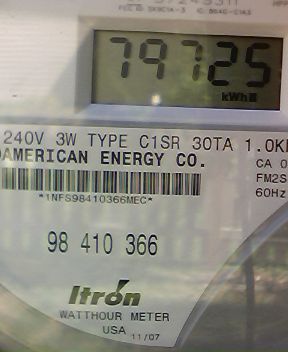 79725
kWh
240V 3W TYPE C1SR 30TA 1.0K
AMERICAN ENERGY CO.
CA 0
FM2S
60Hz
*1NFS98410366MEC*
98 410 366
Itron
WATTHOUR METER
USA 11/07